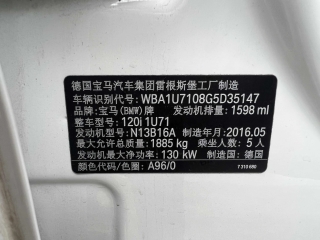 德国宝马汽车集团雷根斯堡工厂制造
车辆识别代号: WBA1U7108G5D35147
品牌: 宝马(BMW)牌 发动机排量: 1598 ml
整车型号: 120i 1U71
发动机型号: N13B16A 制造年月: 2016.05
最大允许总质量: 1885 kg 乘坐人数: 5 人
发动机最大净功率: 130 kW 制造国: 德国
颜色代码/色圈: A96/0
7 310 650